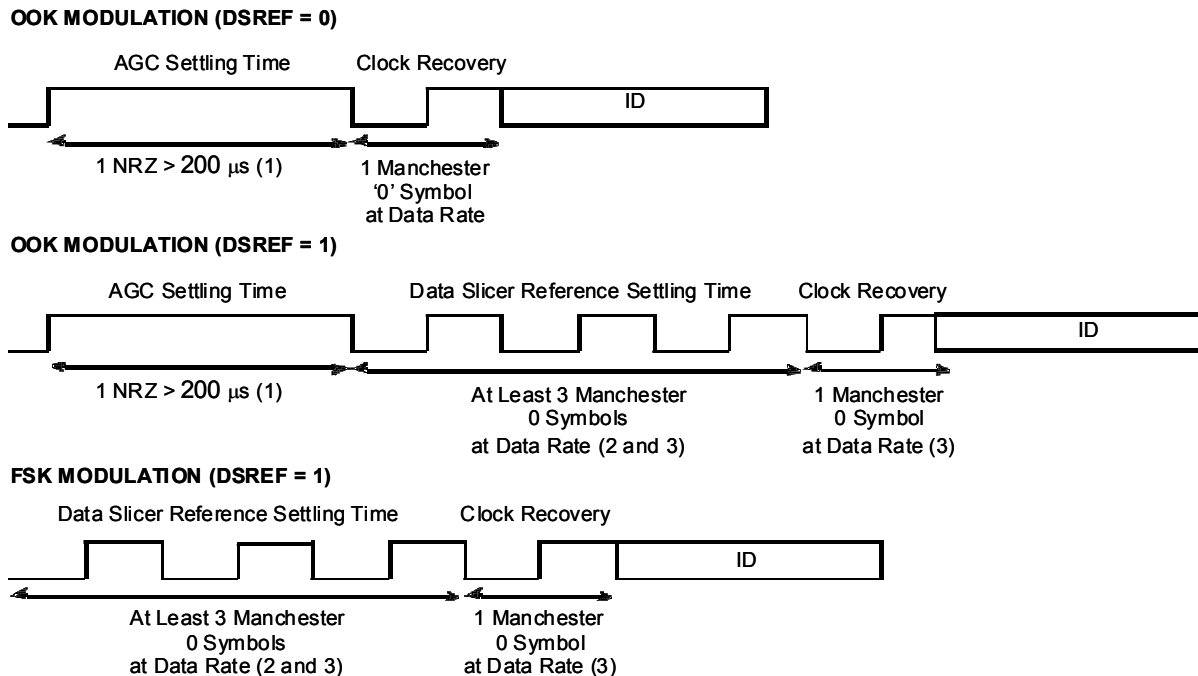 OOK MODULATION (DSREF = 0)
AGC Settling Time
Clock Recovery
ID
1 NRZ > 200 μs (1)
1 Manchester
‘0’ Symbol
at Data Rate
OOK MODULATION (DSREF = 1)
AGC Settling Time
Data Slicer Reference Settling Time
Clock Recovery
ID
1 NRZ > 200 μs (1)
At Least 3 Manchester
0 Symbols
at Data Rate (2 and 3)
1 Manchester
0 Symbol
at Data Rate (3)
FSK MODULATION (DSREF = 1)
Data Slicer Reference Settling Time
Clock Recovery
ID
At Least 3 Manchester
0 Symbols
at Data Rate (2 and 3)
1 Manchester
0 Symbol
at Data Rate (3)